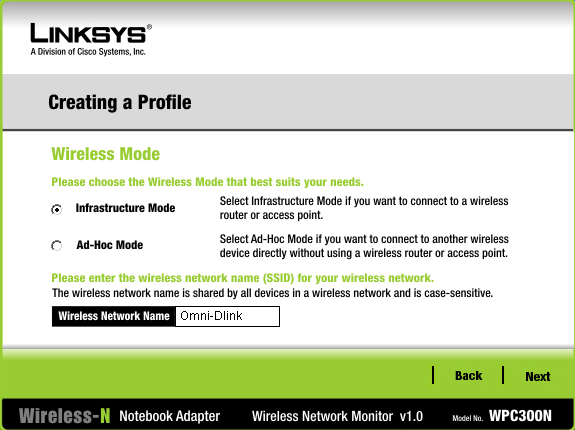 LINKSYS®
A Division of Cisco Systems, Inc.
Creating a Profile
Wireless Mode
Please choose the Wireless Mode that best suits your needs.
Infrastructure Mode
Select Infrastructure Mode if you want to connect to a wireless
router or access point.
Ad-Hoc Mode
Select Ad-Hoc Mode if you want to connect to another wireless
device directly without using a wireless router or access point.
Please enter the wireless network name (SSID) for your wireless network.
The wireless network name is shared by all devices in a wireless network and is case-sensitive.
Wireless Network Name Omni-Dlink
Back Next
Wireless-N Notebook Adapter Wireless Network Monitor v1.0 Model No. WPC300N